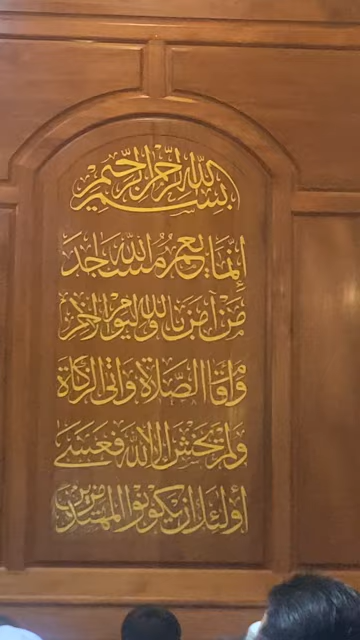 بسم الله الرحمن الرحيم
إنما يعمر مساجد الله
من آمن بالله واليوم الآخر
وأقام الصلاة وآتى الزكاة
ولم يخش إلا الله فعسى
أولئك أن يكونوا من المهتدين